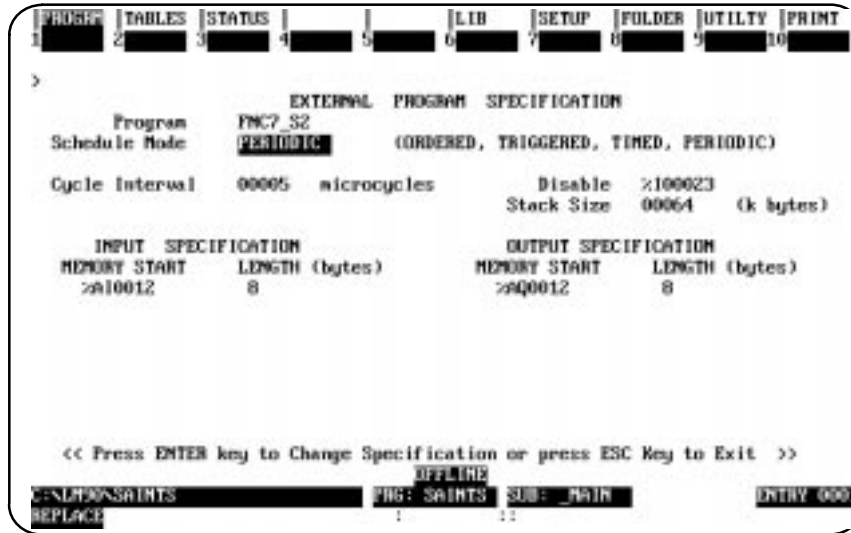 PROGRM |TABLES |STATUS | | |LIB |SETUP |FOLDER |UTILTY |PRINT
1 2 3 4 5 6 7 8 9 10
>
EXTERNAL PROGRAM SPECIFICATION
Program FMC7_S2
Schedule Mode PERIODIC (ORDERED, TRIGGERED, TIMED, PERIODIC)
Cycle Interval 00005 microcycles Disable %I00023
Stack Size 00064 (k bytes)
INPUT SPECIFICATION OUTPUT SPECIFICATION
MEMORY START LENGTH (bytes) MEMORY START LENGTH (bytes)
%AI0012 8 %AQ0012 8
<< Press ENTER key to Change Specification or press ESC Key to Exit >>
OFFLINE
C:\LM90\SAINTS PRG: SAINTS SUB: _MAIN ENTRY 000
REPLACE : ::